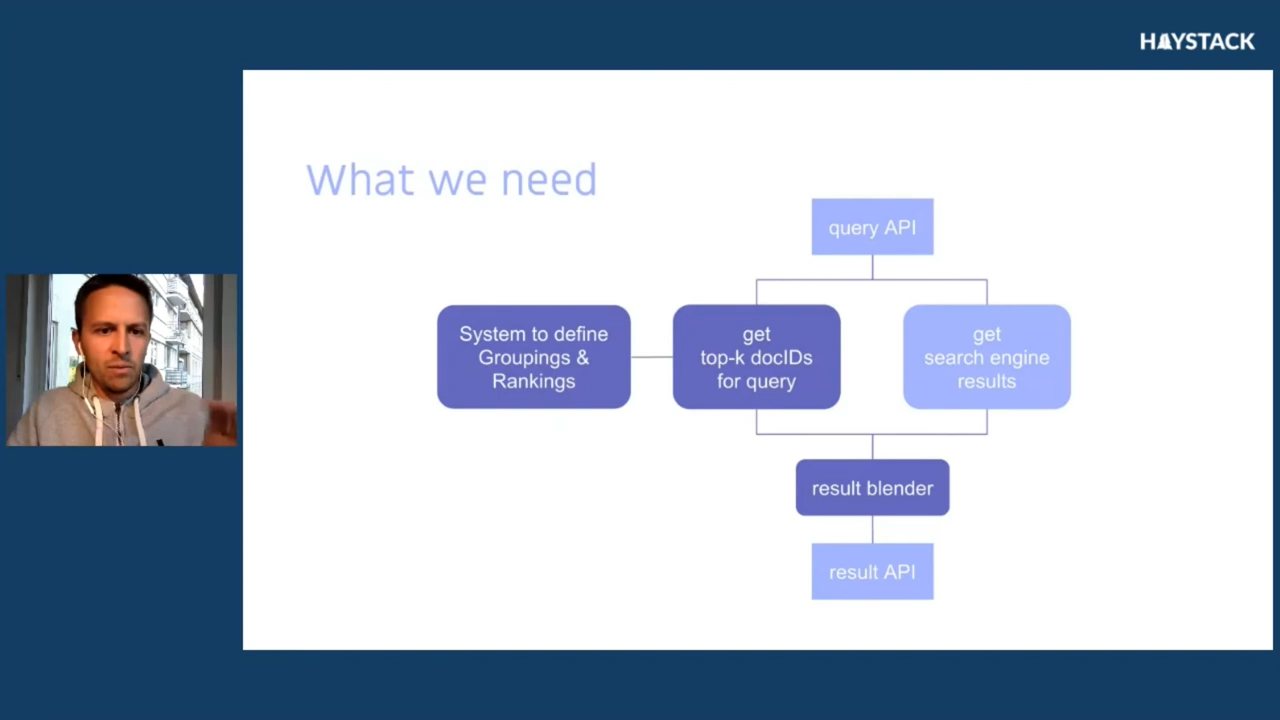 HAYSTACK
What we need
query API
System to define
Groupings &
Rankings
get
top-k docIDs
for query
get
search engine
results
result blender
result API